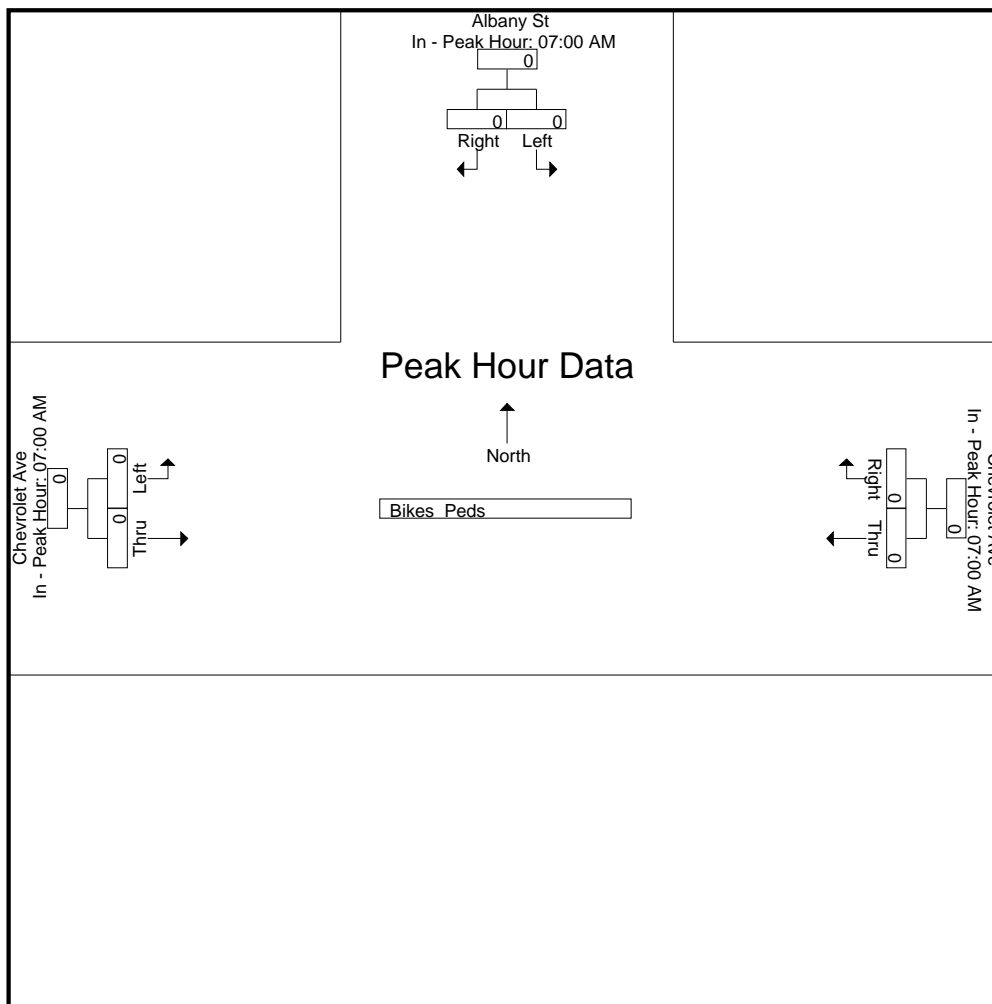 Albany St
In - Peak Hour: 07:00 AM
0
0 0
Right Left
Peak Hour Data
North
Bikes Peds
Chevrolet Ave
In - Peak Hour: 07:00 AM
0
0 0
Left Thru
In - Peak Hour: 07:00 AM
0
0 0
Right Thru